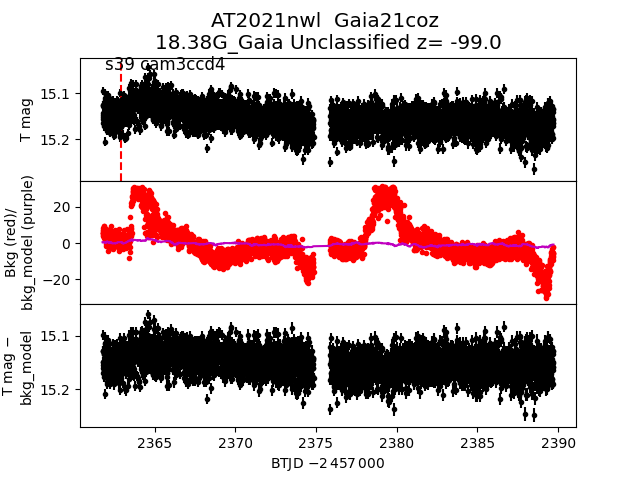 AT2021nwl  Gaia21coz
18.38G_Gaia Unclassified z= -99.0
s39 cam3ccd4
15.1
15.2
T mag
20
0
−20
Bkg (red)/
bkg_model (purple)
15.1
15.2
T mag −
bkg_model
2365
2370
2375
2380
2385
2390
BTJD −2 457 000